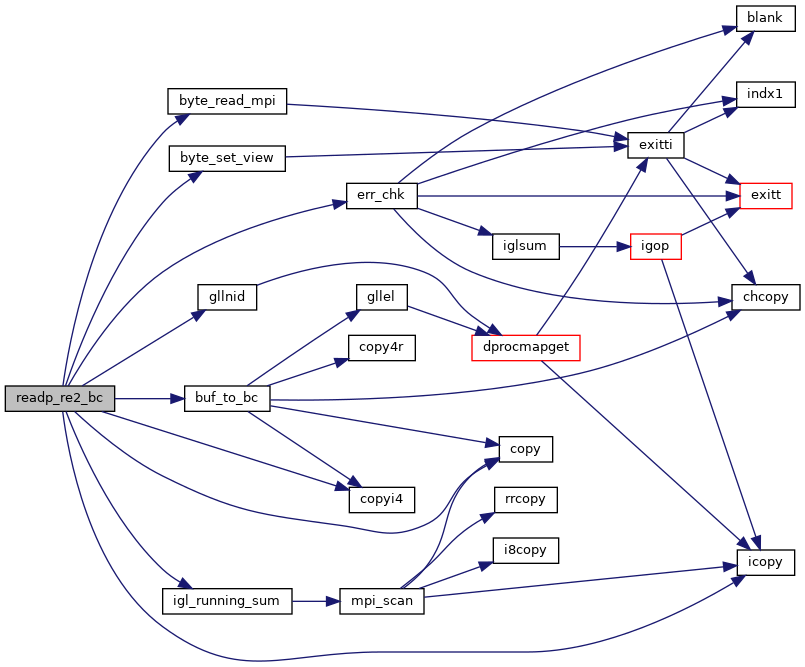 blank
indx1
byte_read_mpi
exitti
byte_set_view
err_chk
exitt
iglsum
igop
gllnid
gllel
chcopy
copy4r
dprocmapget
readp_re2_bc
buf_to_bc
copy
copyi4
rrcopy
i8copy
icopy
igl_running_sum
mpi_scan